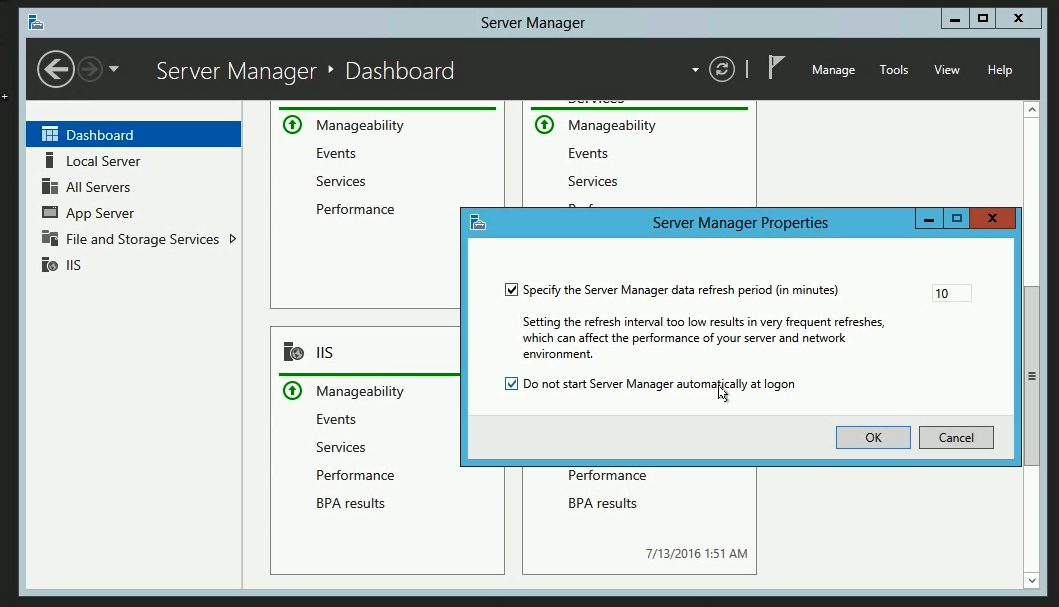 Server Manager
Server Manager ‣ Dashboard
Manage Tools View Help
Dashboard
Local Server
All Servers
App Server
File and Storage Services
IIS
Manageability
Events
Services
Performance
Services
Manageability
Events
Services
IIS
Manageability
Events
Services
Performance
BPA results
Performance
BPA results
7/13/2016 1:51 AM
Server Manager Properties
Specify the Server Manager data refresh period (in minutes) 10
Setting the refresh interval too low results in very frequent refreshes,
which can affect the performance of your server and network
environment.
Do not start Server Manager automatically at logon
OK Cancel